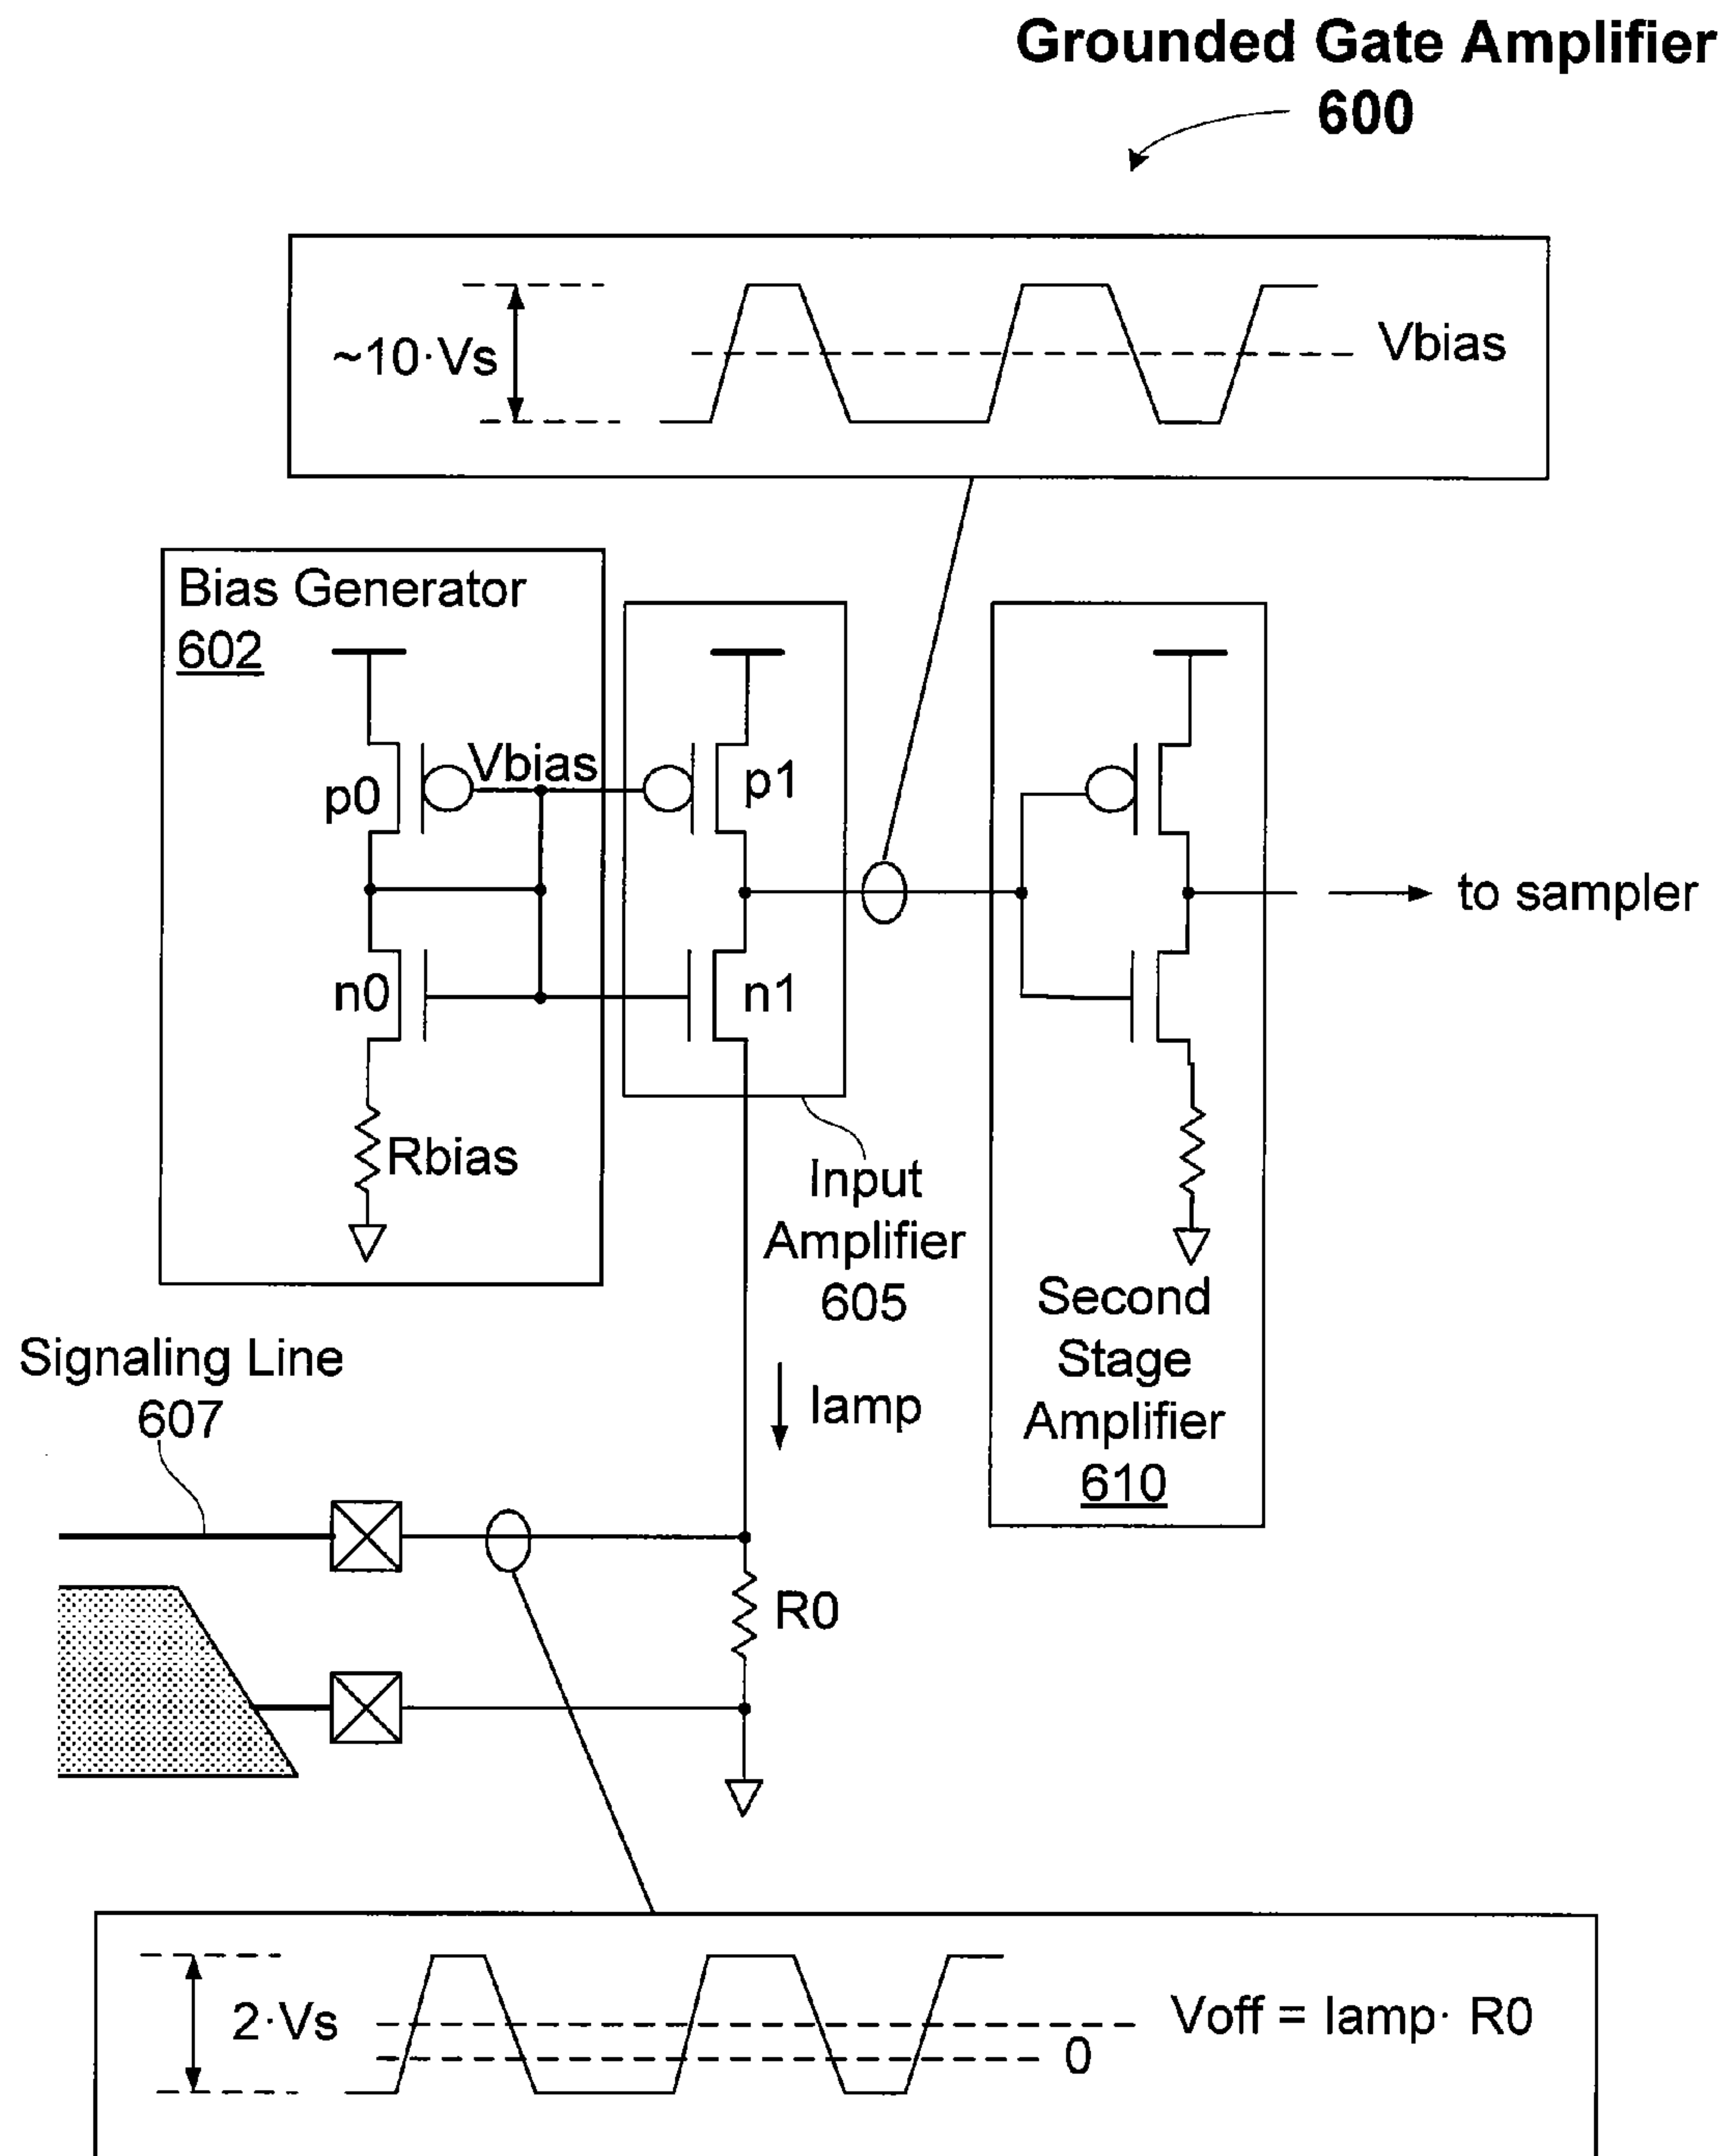 Grounded Gate Amplifier
600
~10·Vs
Vbias
Bias Generator
602
Vbias
p0
p1
n0
n1
Rbias
to sampler
Input
Amplifier
605
Second
Stage
Amplifier
610
Signaling Line
607
Iamp
R0
2·Vs
Voff = Iamp· R0
0